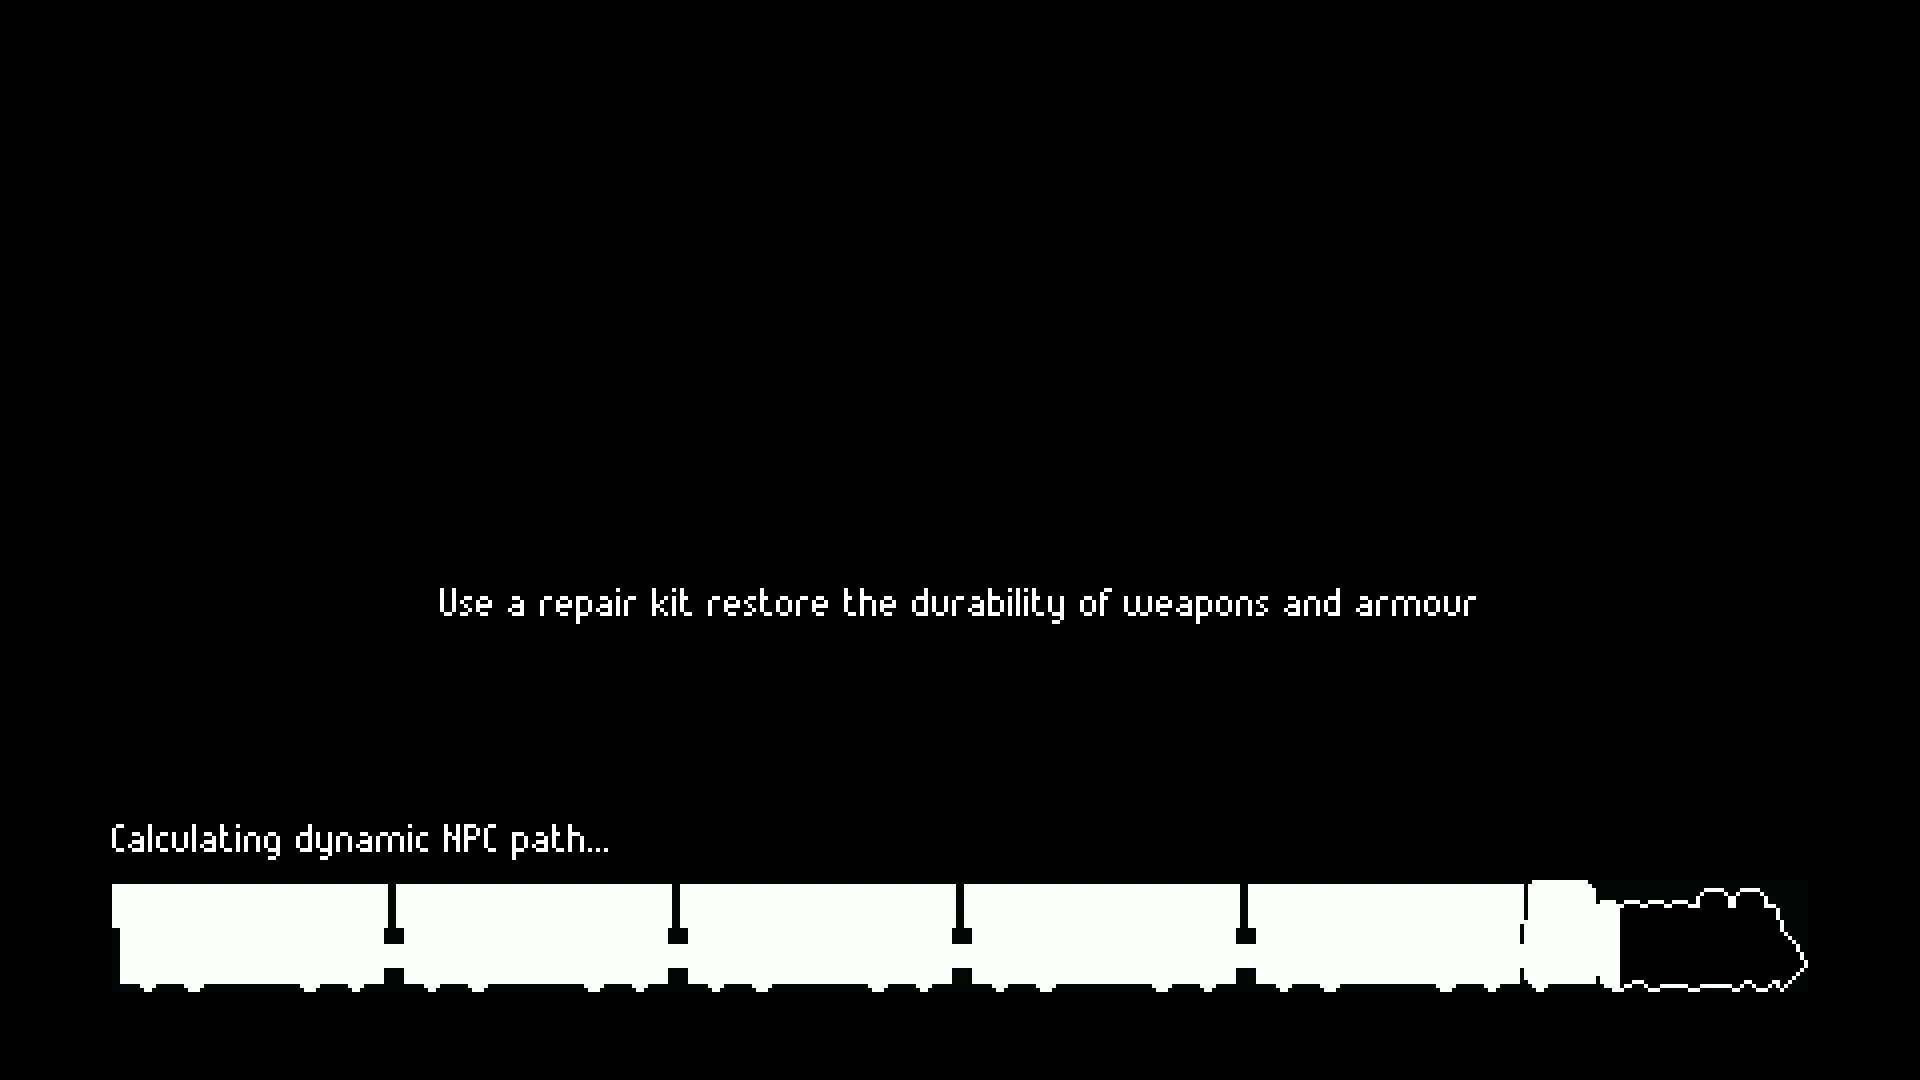 Use a repair kit restore the durability of weapons and armour
Calculating dynamic NPC path...